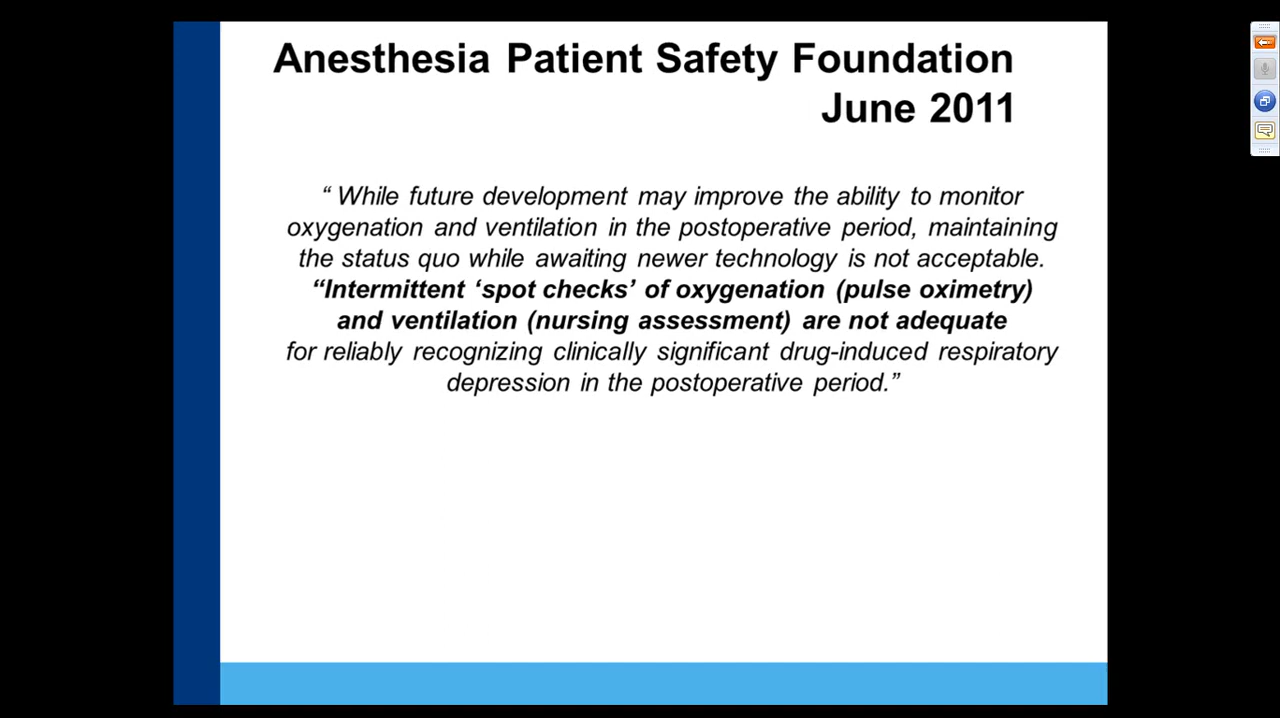 Anesthesia Patient Safety Foundation
June 2011
“ While future development may improve the ability to monitor
oxygenation and ventilation in the postoperative period, maintaining
the status quo while awaiting newer technology is not acceptable.
“Intermittent ‘spot checks’ of oxygenation (pulse oximetry)
and ventilation (nursing assessment) are not adequate
for reliably recognizing clinically significant drug-induced respiratory
depression in the postoperative period.”